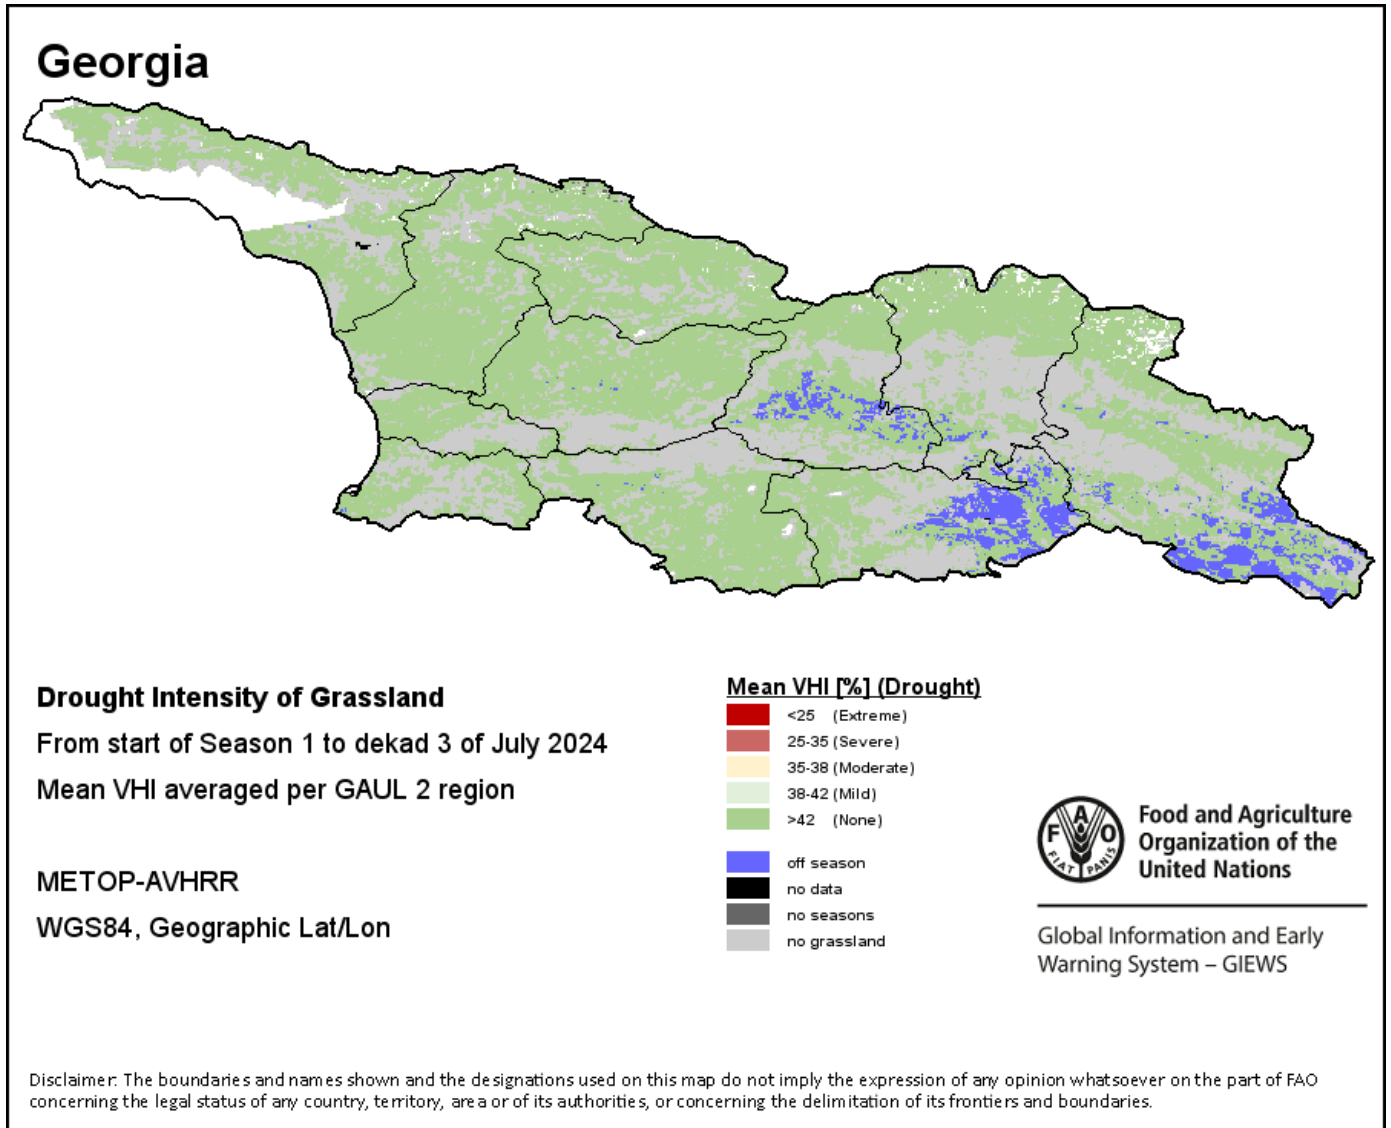 Georgia
Drought Intensity of Grassland
From start of Season 1 to dekad 3 of July 2024
Mean VHI averaged per GAUL 2 region
METOP-AVHRR
WGS84, Geographic Lat/Lon
Mean VHI [%] (Drought)
<25 (Extreme)
25-35 (Severe)
35-38 (Moderate)
38-42 (Mild)
>42 (None)
off season
no data
no seasons
no grassland
F A O
FIAT PANIS
Food and Agriculture
Organization of the
United Nations
Global Information and Early
Warning System – GIEWS
Disclaimer: The boundaries and names shown and the designations used on this map do not imply the expression of any opinion whatsoever on the part of FAO
concerning the legal status of any country, territory, area or of its authorities, or concerning the delimitation of its frontiers and boundaries.